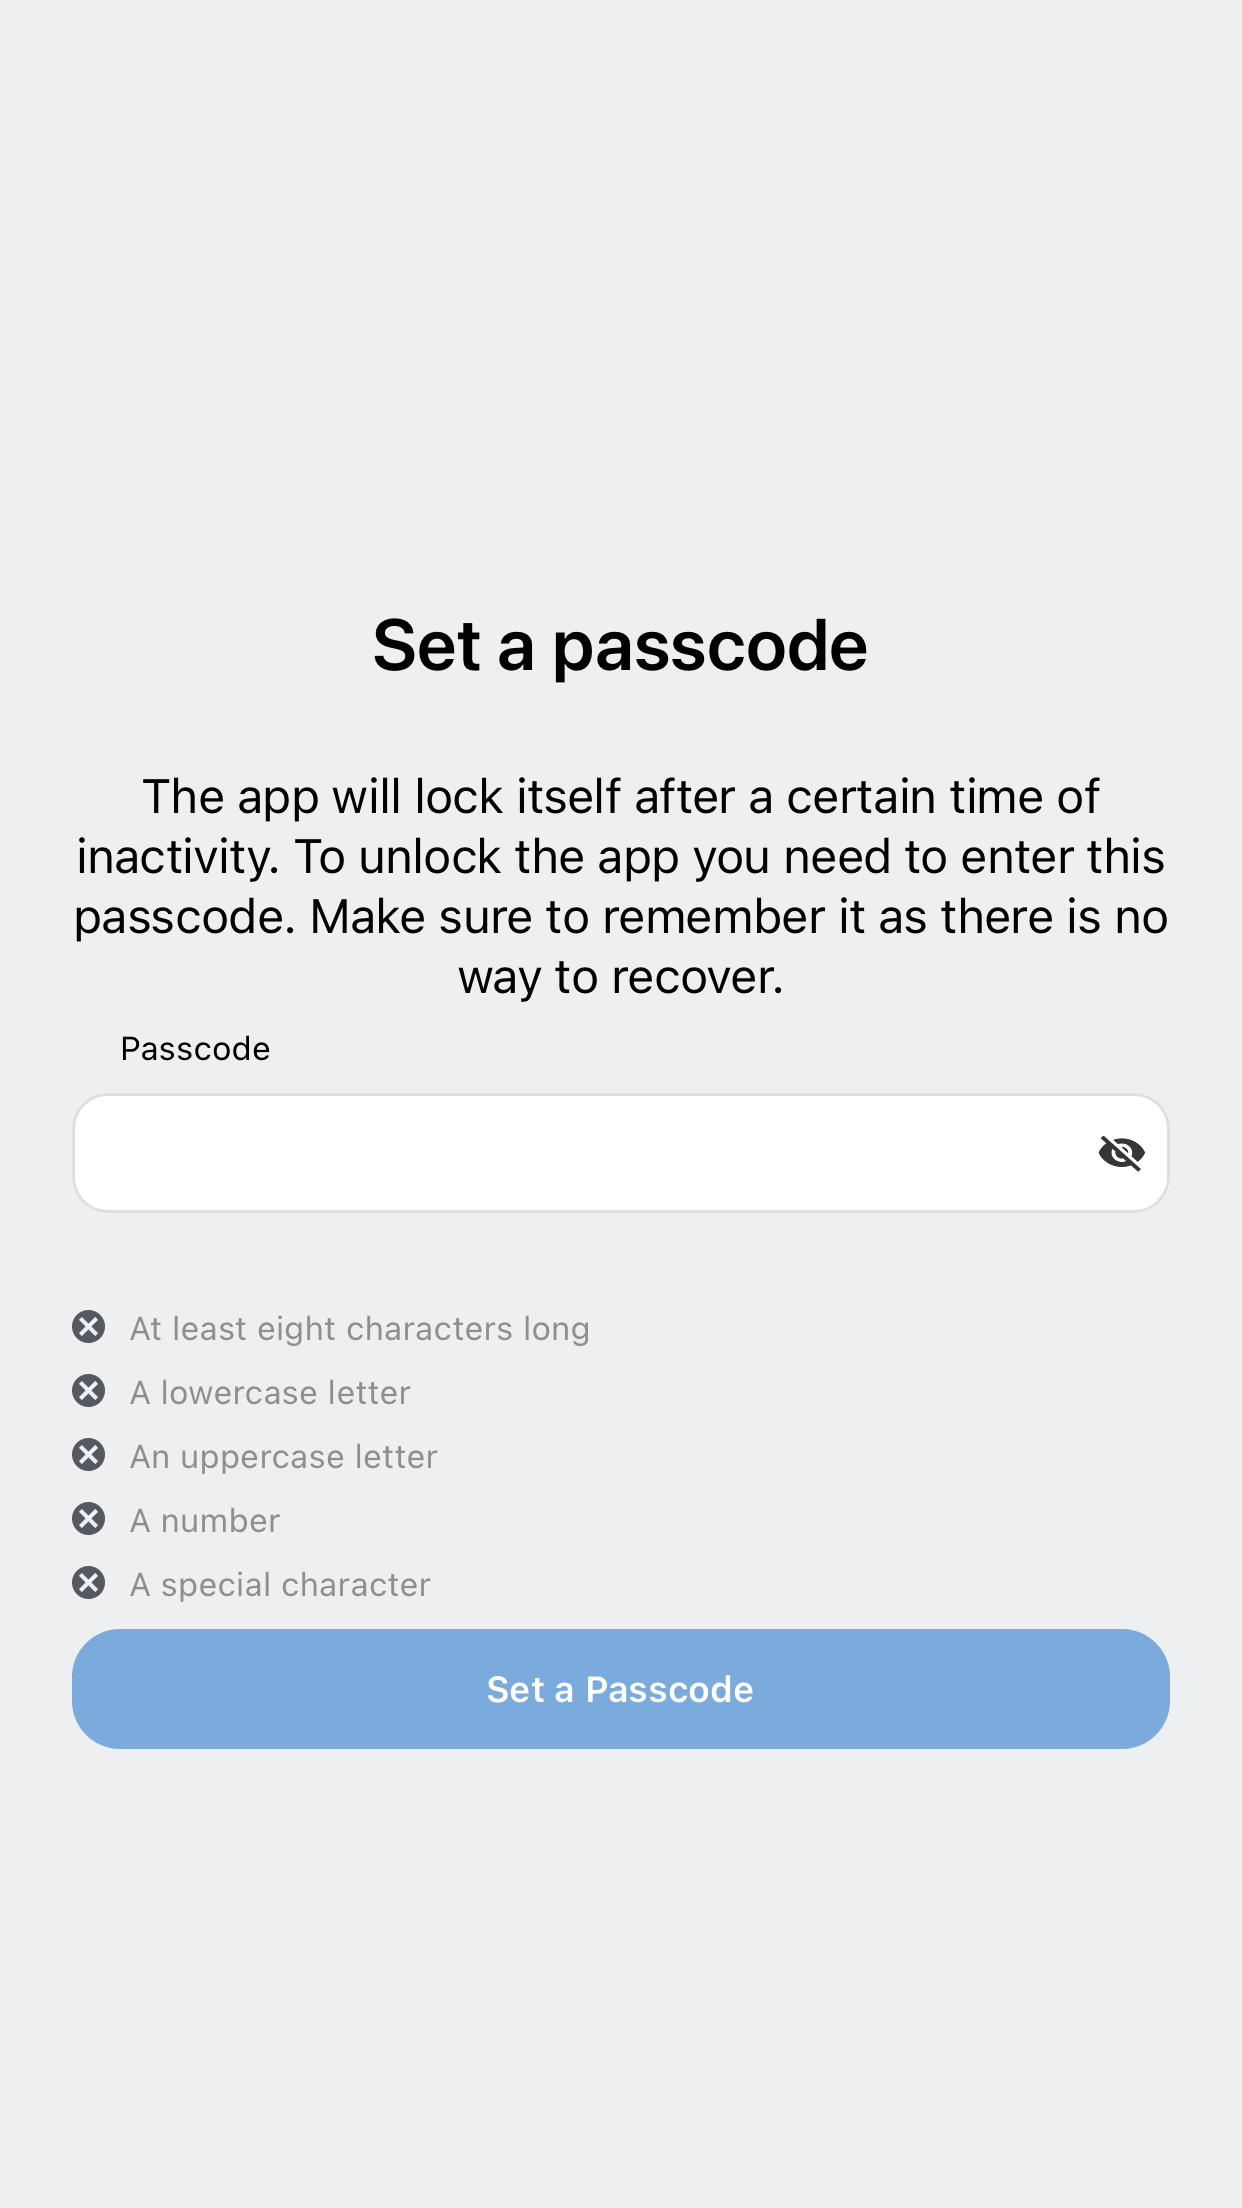 Set a passcode
The app will lock itself after a certain time of
inactivity. To unlock the app you need to enter this
passcode. Make sure to remember it as there is no
way to recover.
Passcode
At least eight characters long
A lowercase letter
An uppercase letter
A number
A special character
Set a Passcode